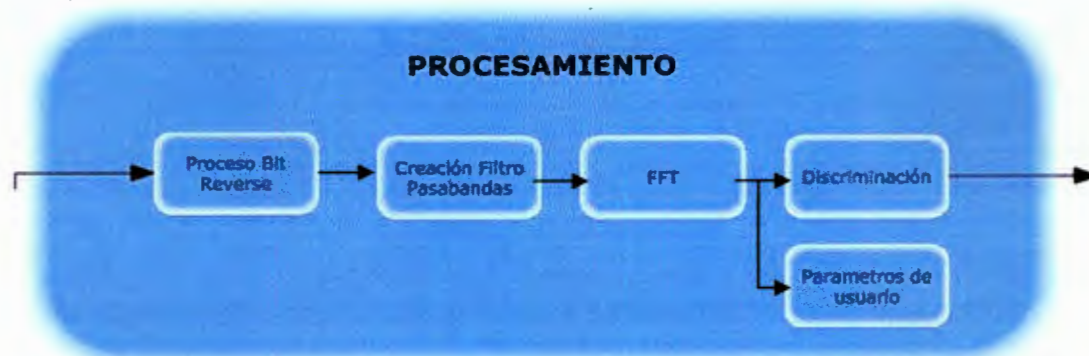 PROCESAMIENTO
Proceso Bit
Reverse
Creación Filtro
Pasabandas
FFT
Discriminación
Parametros de
usuario